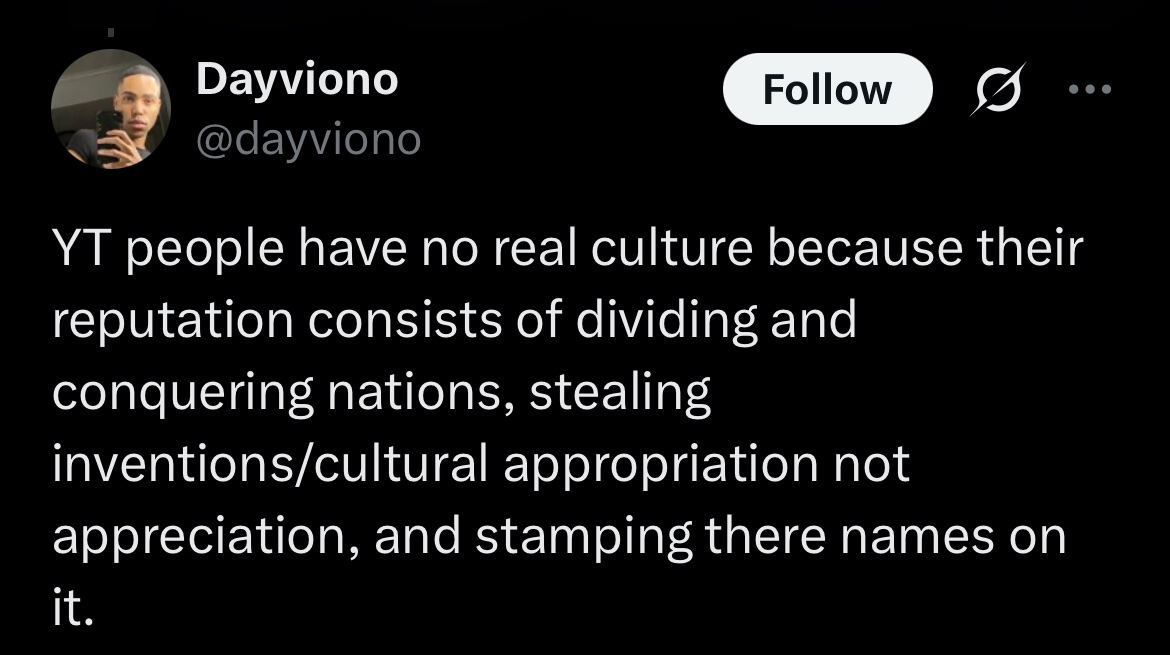 Dayviono
Follow
@dayviono
YT people have no real culture because their
reputation consists of dividing and
conquering nations, stealing
inventions/cultural appropriation not
appreciation, and stamping there names on
it.